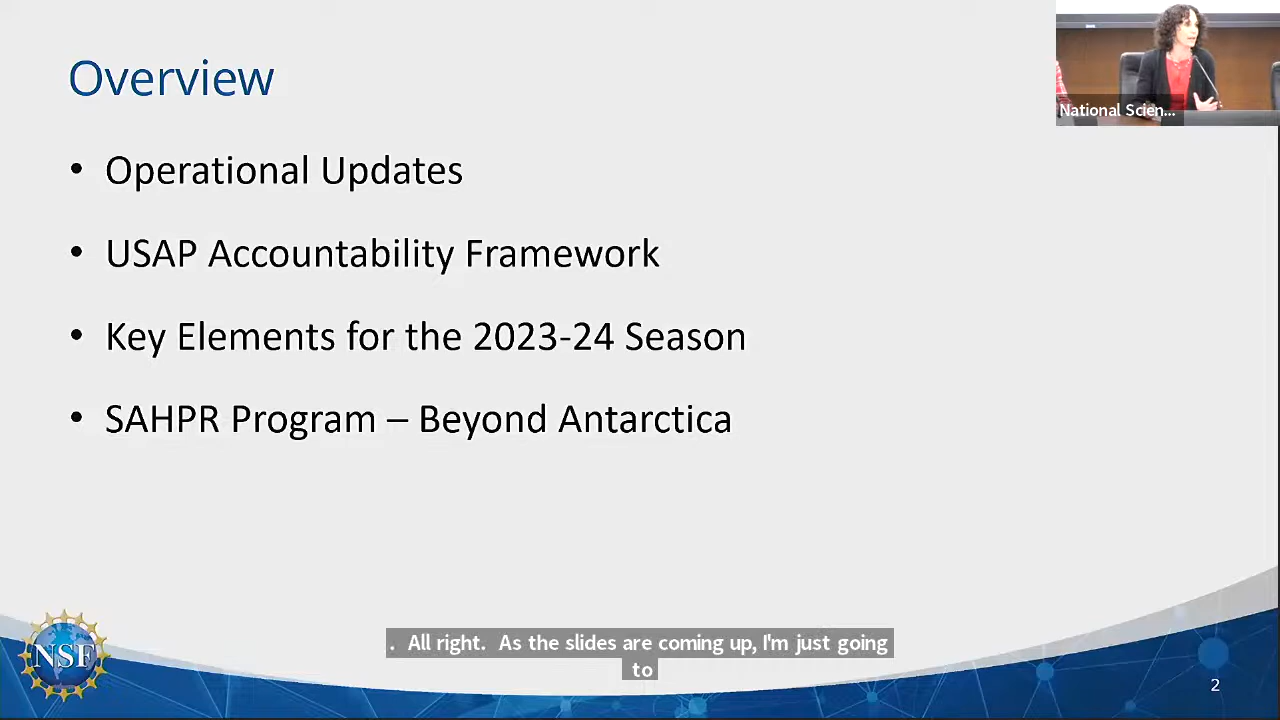 Overview
National Scien...
• Operational Updates
• USAP Accountability Framework
• Key Elements for the 2023-24 Season
• SAHPR Program – Beyond Antarctica
. All right. As the slides are coming up, I'm just going
to
NSF
2